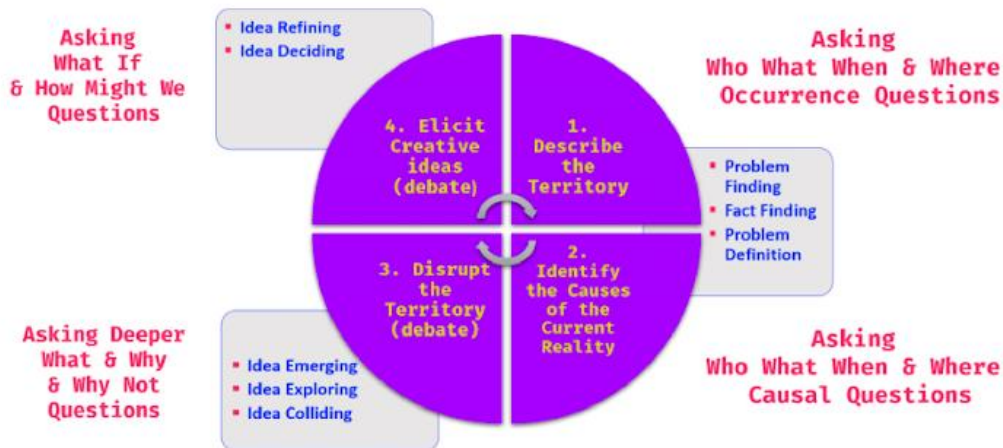 Asking
What If
& How Might We
Questions
▪ Idea Refining
▪ Idea Deciding
4. Elicit
Creative
ideas
(debate)
1.
Describe
the
Territory
Asking
Who What When & Where
Occurrence Questions
▪ Problem
Finding
▪ Fact Finding
▪ Problem
Definition
2.
Identify
the Causes
of the
Current
Reality
Asking
Who What When & Where
Causal Questions
3. Disrupt
the
Territory
(debate)
Asking Deeper
What & Why
& Why Not
Questions
▪ Idea Emerging
▪ Idea Exploring
▪ Idea Colliding